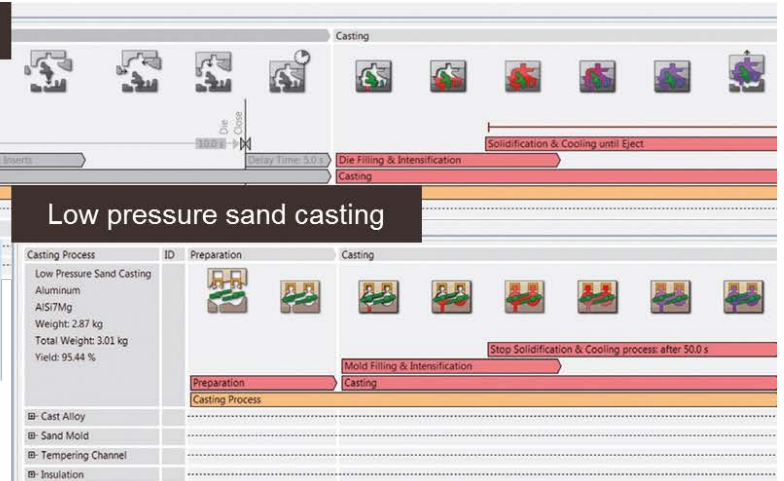 Casting
10.0 s
Die
Close
Solidification & Cooling until Eject
Inserts
Delay Time: 5.0 s
Die Filling & Intensification
Casting
Low pressure sand casting
Casting Process
ID
Preparation
Casting
Low Pressure Sand Casting
Aluminum
AlSi7Mg
Weight: 2.87 kg
Total Weight: 3.01 kg
Yield: 95.44 %
Stop Solidification & Cooling process: after 50.0 s
Mold Filling & Intensification
Preparation
Casting
Casting Process
Cast Alloy
Sand Mold
Tempering Channel
Insulation